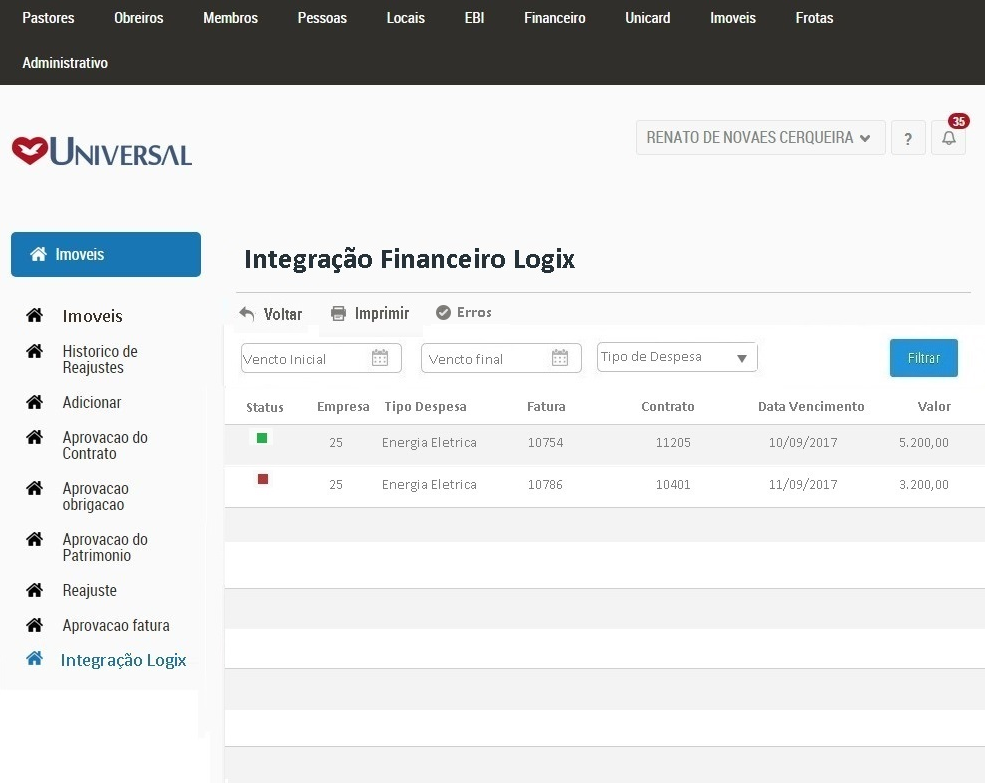 Pastores Obreiros Membros Pessoas Locais EBI Financeiro Unicard Imoveis Frotas
Administrativo
UNIVERSAL
RENATO DE NOVAES CERQUEIRA
?
35
Imoveis
Imoveis
Historico de
Reajustes
Adicionar
Aprovacao do
Contrato
Aprovacao
obrigacao
Aprovacao do
Patrimonio
Reajuste
Aprovacao fatura
Integração Logix
Integração Financeiro Logix
Voltar Imprimir Erros
Vencto Inicial Vencto final Tipo de Despesa Filtrar
Status Empresa Tipo Despesa Fatura Contrato Data Vencimento Valor
25 Energia Eletrica 10754 11205 10/09/2017 5.200,00
25 Energia Eletrica 10786 10401 11/09/2017 3.200,00